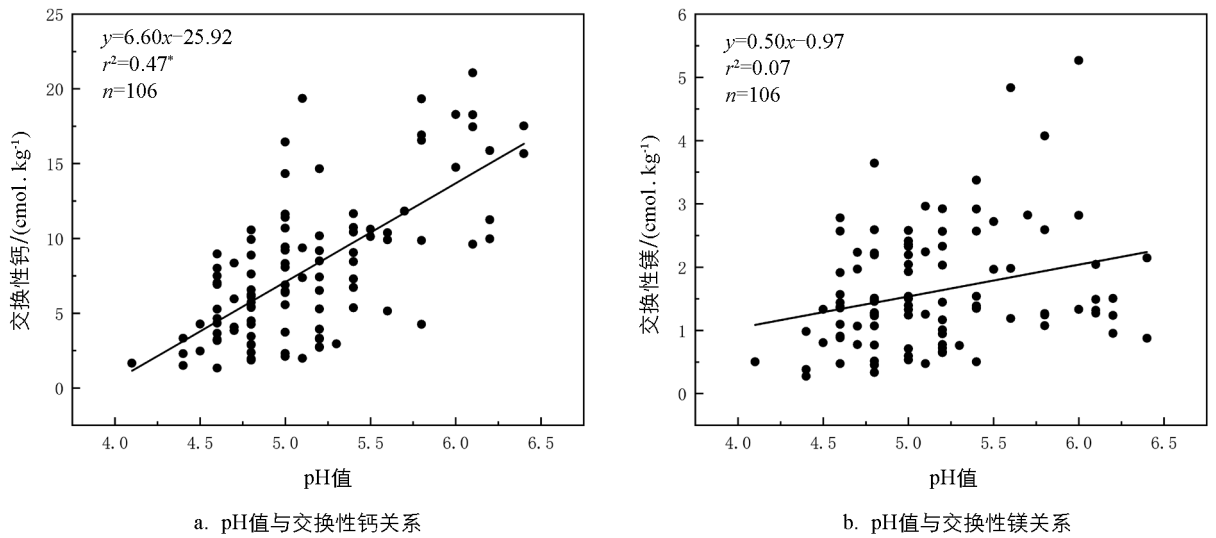 25
20
15
10
5
0
交换性钙/(cmol.kg⁻¹)
y=6.60x−25.92
r²=0.47*
n=106
4.0 4.5 5.0 5.5 6.0 6.5
pH值
a. pH值与交换性钙关系
6
5
4
3
2
1
0
交换性镁/(cmol.kg⁻¹)
y=0.50x−0.97
r²=0.07
n=106
4.0 4.5 5.0 5.5 6.0 6.5
pH值
b. pH值与交换性镁关系